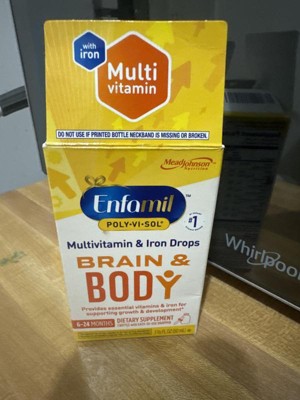 with
iron
Multi
vitamin
DO NOT USE IF PRINTED BOTTLE NECKBAND IS MISSING OR BROKEN.
MeadJohnson
Nutrition
Enfamil™
POLY•VI•SOL®
#1
Multivitamin & Iron Drops
BRAIN &
BODY
Provides essential vitamins & iron for
supporting growth & development*
6-24 MONTHS
DIETARY SUPPLEMENT
Whirlpool